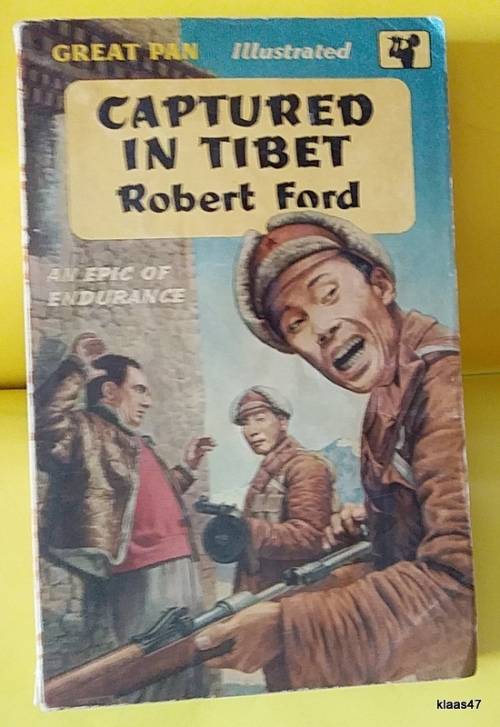 GREAT PAN Illustrated
CAPTURED
IN TIBET
Robert Ford
AN EPIC OF
ENDURANCE
klaas47